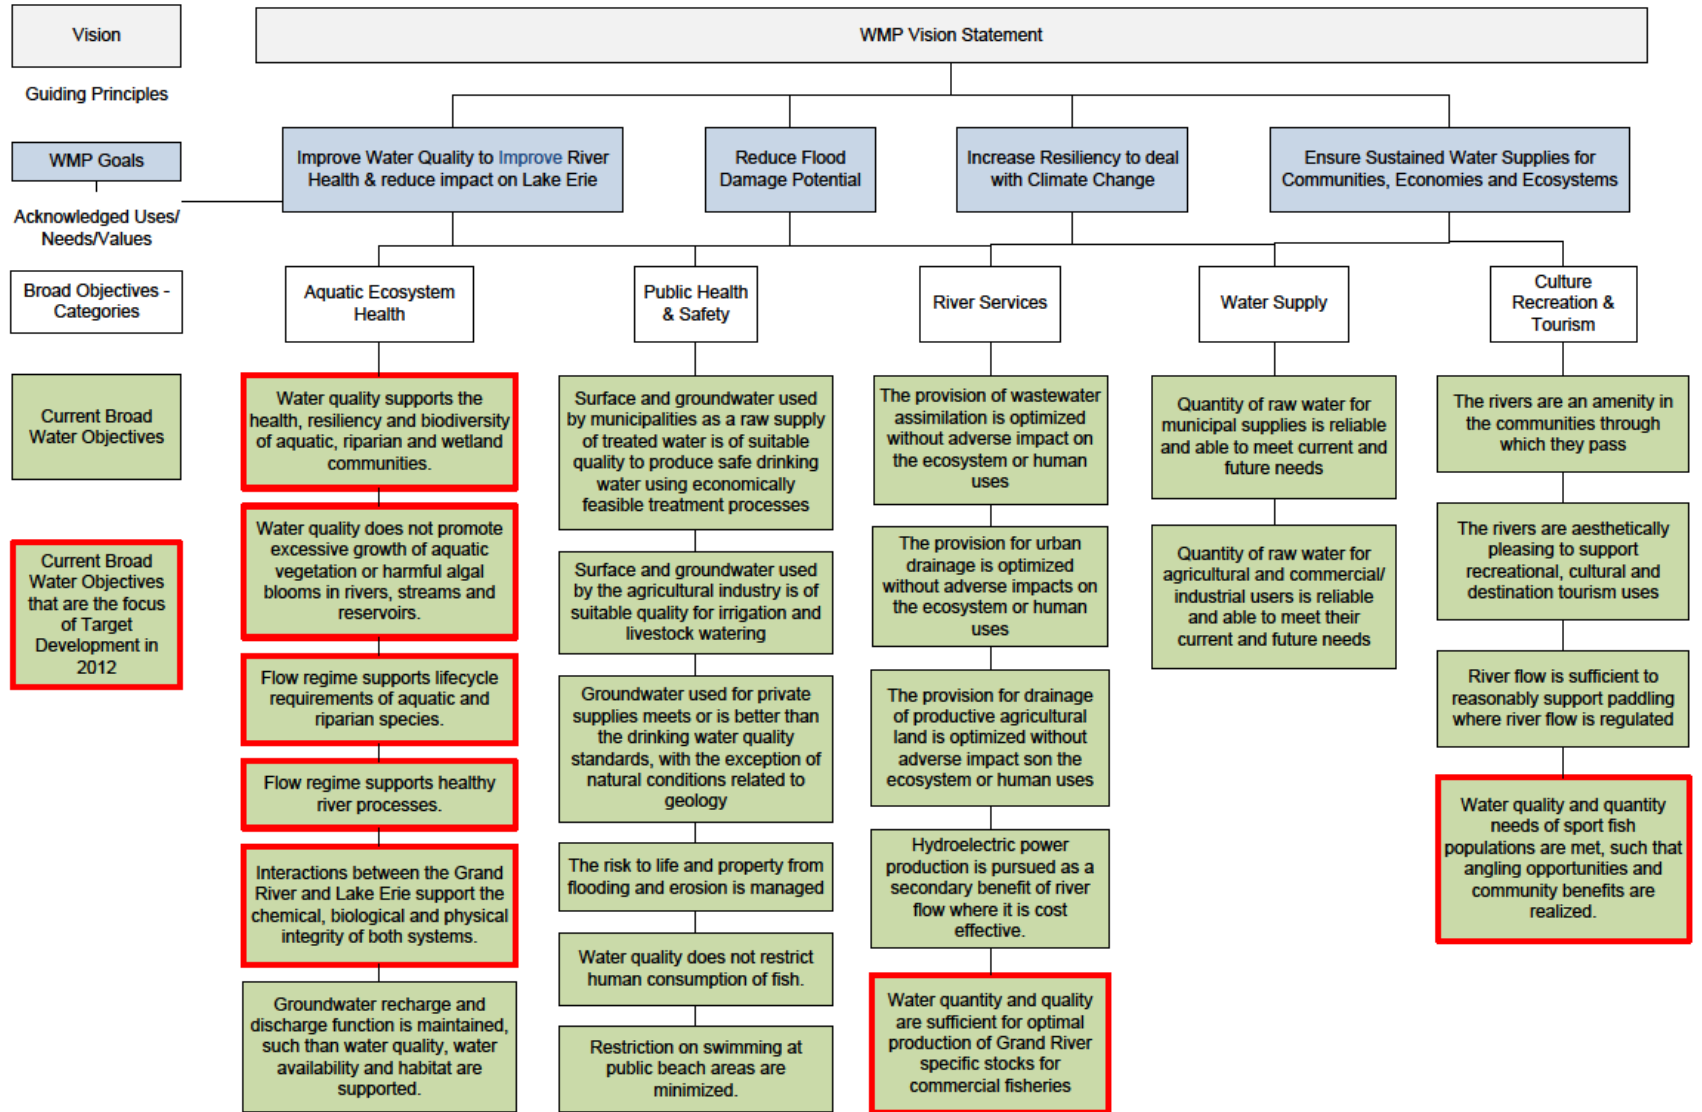 Vision
WMP Vision Statement
Guiding Principles
WMP Goals
Improve Water Quality to Improve River
Health & reduce impact on Lake Erie
Reduce Flood
Damage Potential
Increase Resiliency to deal
with Climate Change
Ensure Sustained Water Supplies for
Communities, Economies and Ecosystems
Acknowledged Uses/
Needs/Values
Broad Objectives -
Categories
Aquatic Ecosystem
Health
Public Health
& Safety
River Services
Water Supply
Culture
Recreation &
Tourism
Current Broad
Water Objectives
Current Broad
Water Objectives
that are the focus
of Target
Development in
2012
Water quality supports the
health, resiliency and biodiversity
of aquatic, riparian and wetland
communities.
Water quality does not promote
excessive growth of aquatic
vegetation or harmful algal
blooms in rivers, streams and
reservoirs.
Flow regime supports lifecycle
requirements of aquatic and
riparian species.
Flow regime supports healthy
river processes.
Interactions between the Grand
River and Lake Erie support the
chemical, biological and physical
integrity of both systems.
Groundwater recharge and
discharge function is maintained,
such than water quality, water
availability and habitat are
supported.
Surface and groundwater used
by municipalities as a raw supply
of treated water is of suitable
quality to produce safe drinking
water using economically
feasible treatment processes
Surface and groundwater used
by the agricultural industry is of
suitable quality for irrigation and
livestock watering
Groundwater used for private
supplies meets or is better than
the drinking water quality
standards, with the exception of
natural conditions related to
geology
The risk to life and property from
flooding and erosion is managed
Water quality does not restrict
human consumption of fish.
Restriction on swimming at
public beach areas are
minimized.
The provision of wastewater
assimilation is optimized
without adverse impact on
the ecosystem or human
uses
The provision for urban
drainage is optimized
without adverse impacts on
the ecosystem or human
uses
The provision for drainage
of productive agricultural
land is optimized without
adverse impact son the
ecosystem or human uses
Hydroelectric power
production is pursued as a
secondary benefit of river
flow where it is cost
effective.
Water quantity and quality
are sufficient for optimal
production of Grand River
specific stocks for
commercial fisheries
Quantity of raw water for
municipal supplies is reliable
and able to meet current and
future needs
Quantity of raw water for
agricultural and commercial/
industrial users is reliable
and able to meet their
current and future needs
The rivers are an amenity in
the communities through
which they pass
The rivers are aesthetically
pleasing to support
recreational, cultural and
destination tourism uses
River flow is sufficient to
reasonably support paddling
where river flow is regulated
Water quality and quantity
needs of sport fish
populations are met, such that
angling opportunities and
community benefits are
realized.